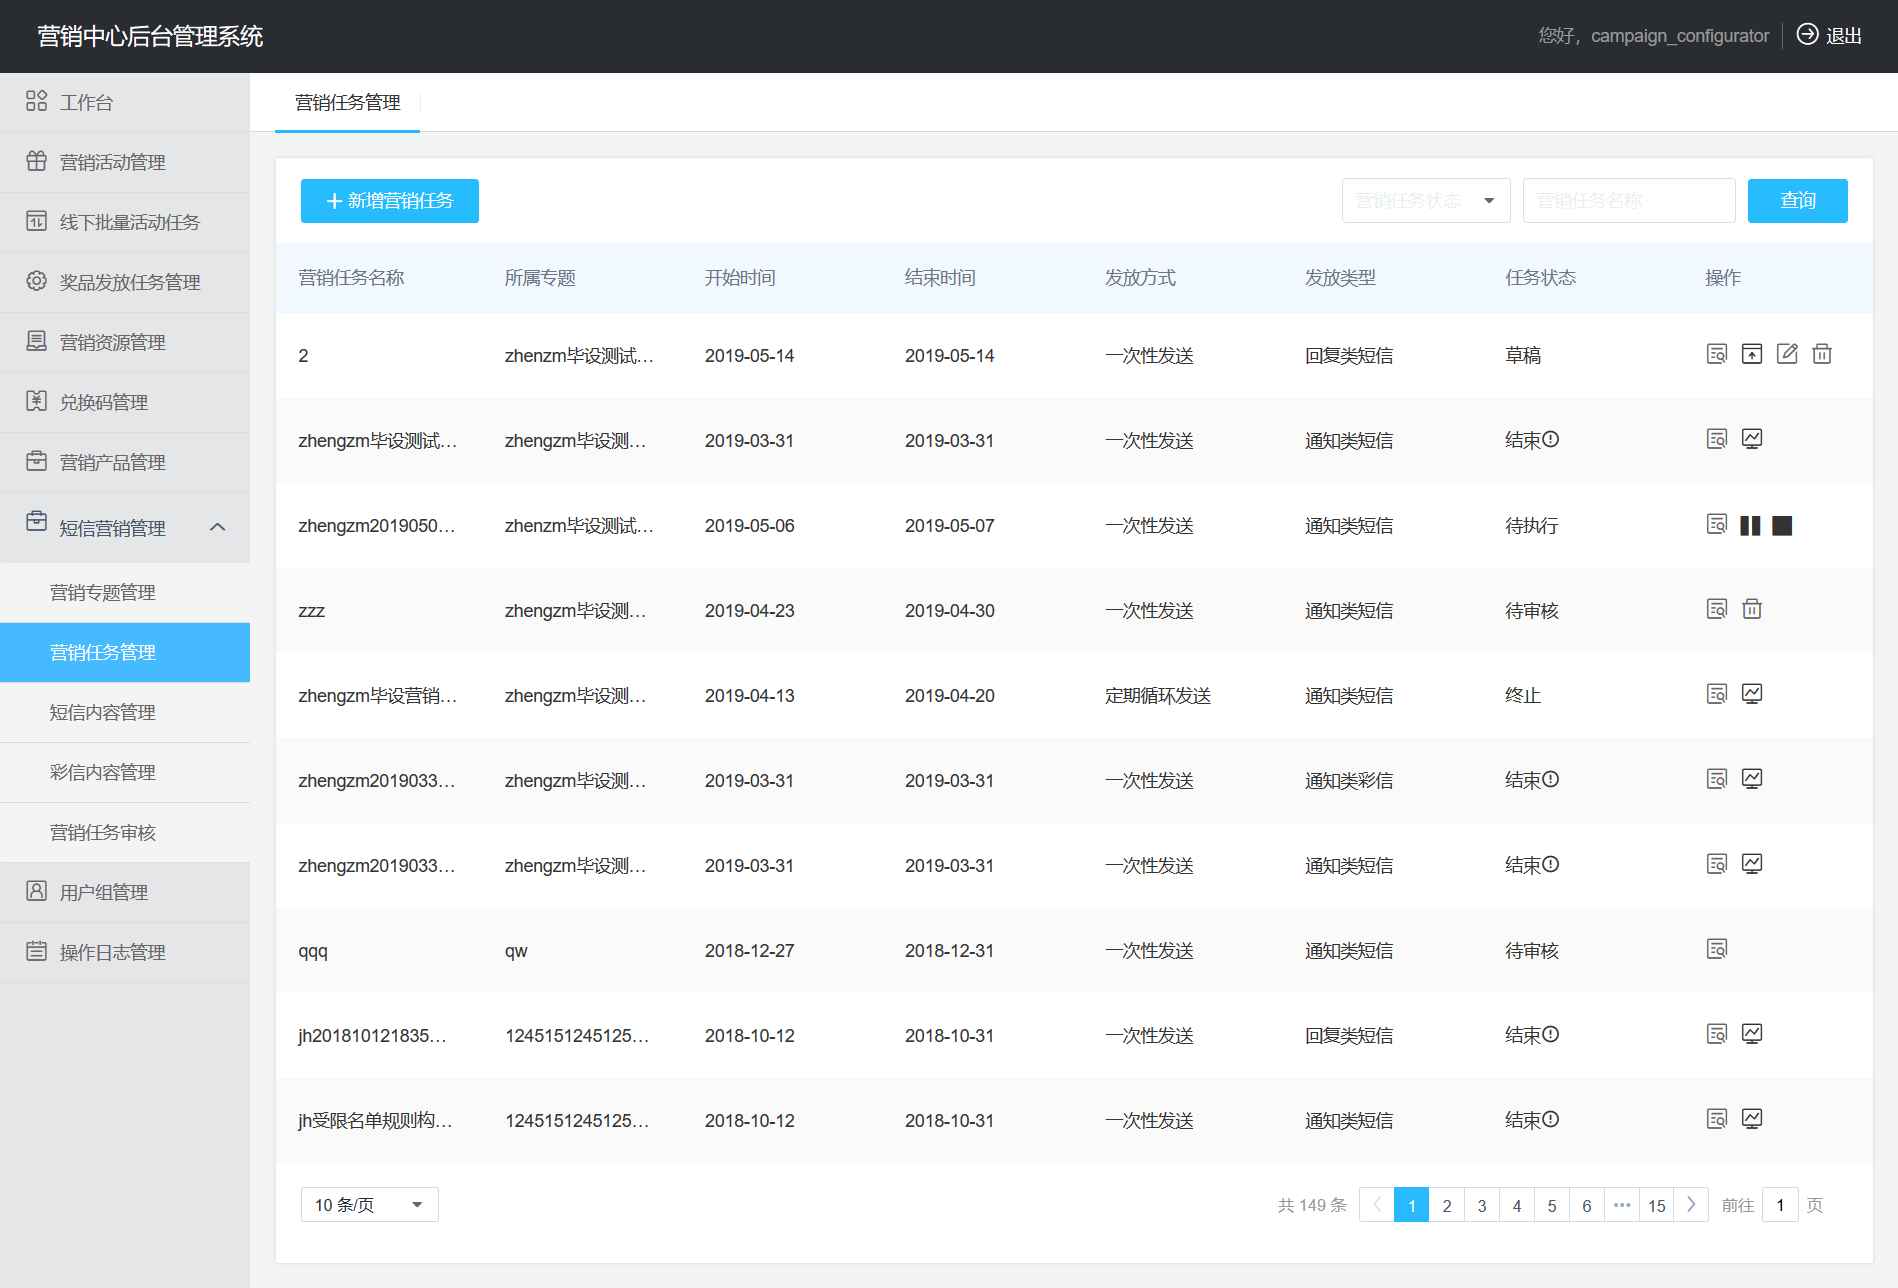 营销中心后台管理系统
您好，campaign_configurator 退出
工作台
营销活动管理
线下批量活动任务
奖品发放任务管理
营销资源管理
兑换码管理
营销产品管理
短信营销管理
营销专题管理
营销任务管理
短信内容管理
彩信内容管理
营销任务审核
用户组管理
操作日志管理
营销任务管理
新增营销任务 营销任务状态 营销任务名称 查询
营销任务名称 所属专题 开始时间 结束时间 发放方式 发放类型 任务状态 操作
2 zhenzm毕设测试… 2019-05-14 2019-05-14 一次性发送 回复类短信 草稿
zhengzm毕设测试… zhengzm毕设测… 2019-03-31 2019-03-31 一次性发送 通知类短信 结束
zhengzm2019050… zhenzm毕设测试… 2019-05-06 2019-05-07 一次性发送 通知类短信 待执行
zzz zhengzm毕设测… 2019-04-23 2019-04-30 一次性发送 通知类短信 待审核
zhengzm毕设营销… zhengzm毕设测… 2019-04-13 2019-04-20 定期循环发送 通知类短信 终止
zhengzm2019033… zhengzm毕设测… 2019-03-31 2019-03-31 一次性发送 通知类彩信 结束
zhengzm2019033… zhengzm毕设测… 2019-03-31 2019-03-31 一次性发送 通知类短信 结束
qqq qw 2018-12-27 2018-12-31 一次性发送 通知类短信 待审核
jh201810121835… 1245151245125… 2018-10-12 2018-10-31 一次性发送 回复类短信 结束
jh受限名单规则构… 1245151245125… 2018-10-12 2018-10-31 一次性发送 通知类短信 结束
10 条/页 共 149 条 1 2 3 4 5 6 ••• 15 前往 1 页